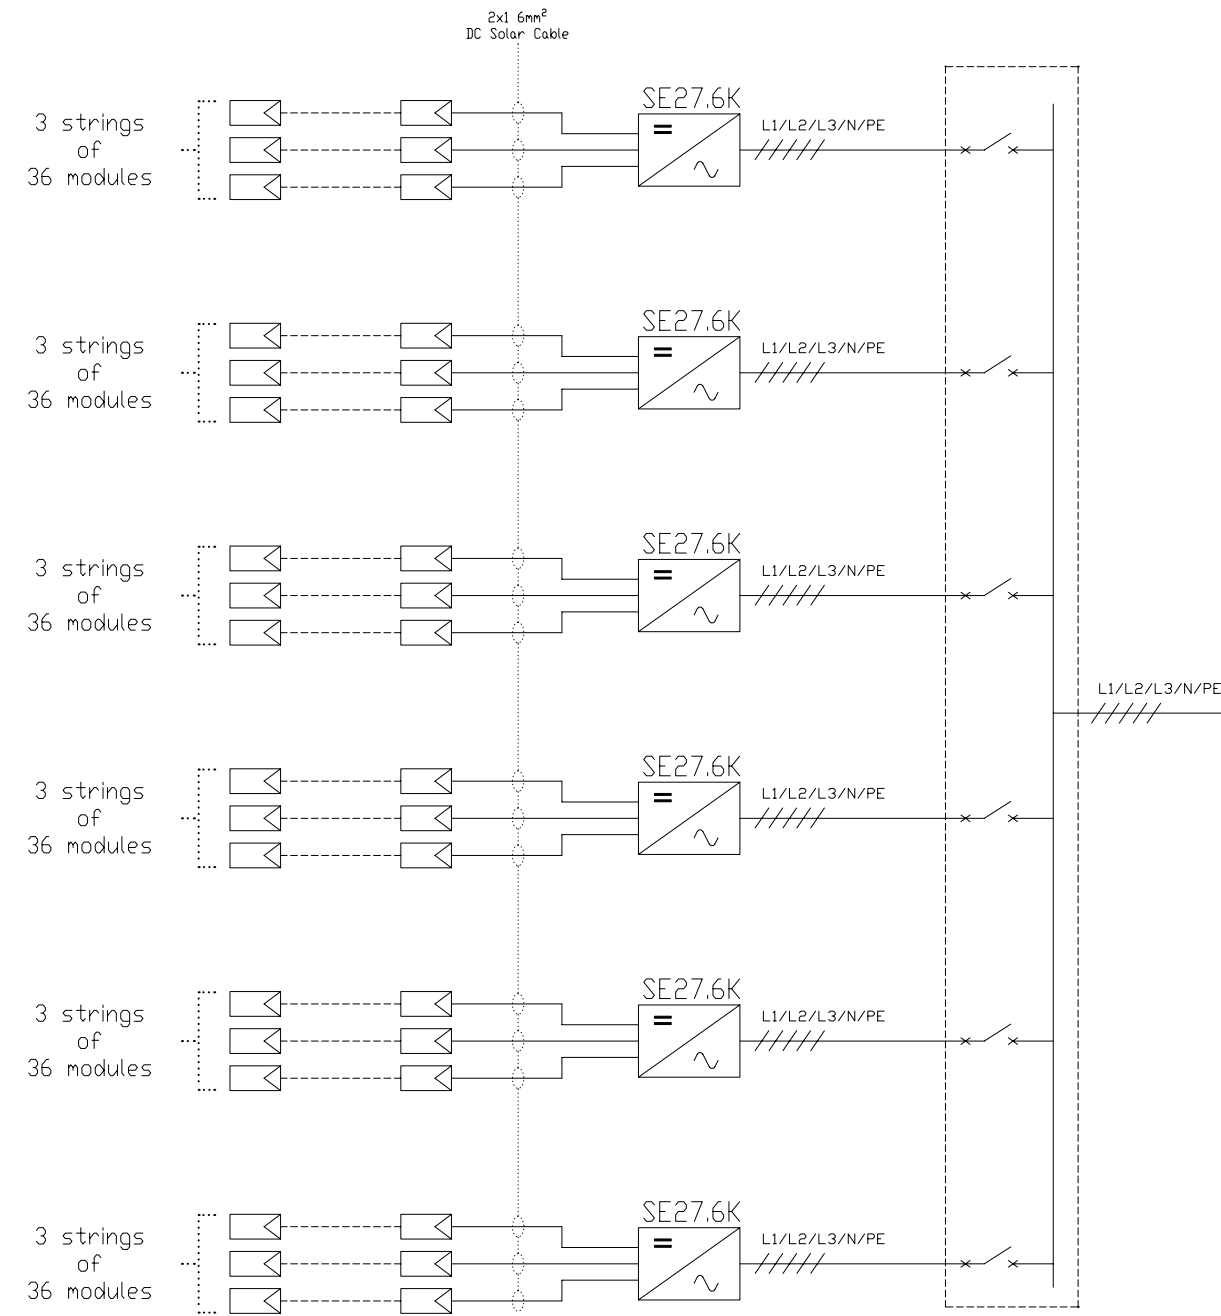 2x1 6mm²
DC Solar Cable
SE27.6K
3 strings
of
36 modules
L1/L2/L3/N/PE
SE27.6K
3 strings
of
36 modules
L1/L2/L3/N/PE
SE27.6K
3 strings
of
36 modules
L1/L2/L3/N/PE
L1/L2/L3/N/PE
SE27.6K
3 strings
of
36 modules
L1/L2/L3/N/PE
SE27.6K
3 strings
of
36 modules
L1/L2/L3/N/PE
SE27.6K
3 strings
of
36 modules
L1/L2/L3/N/PE